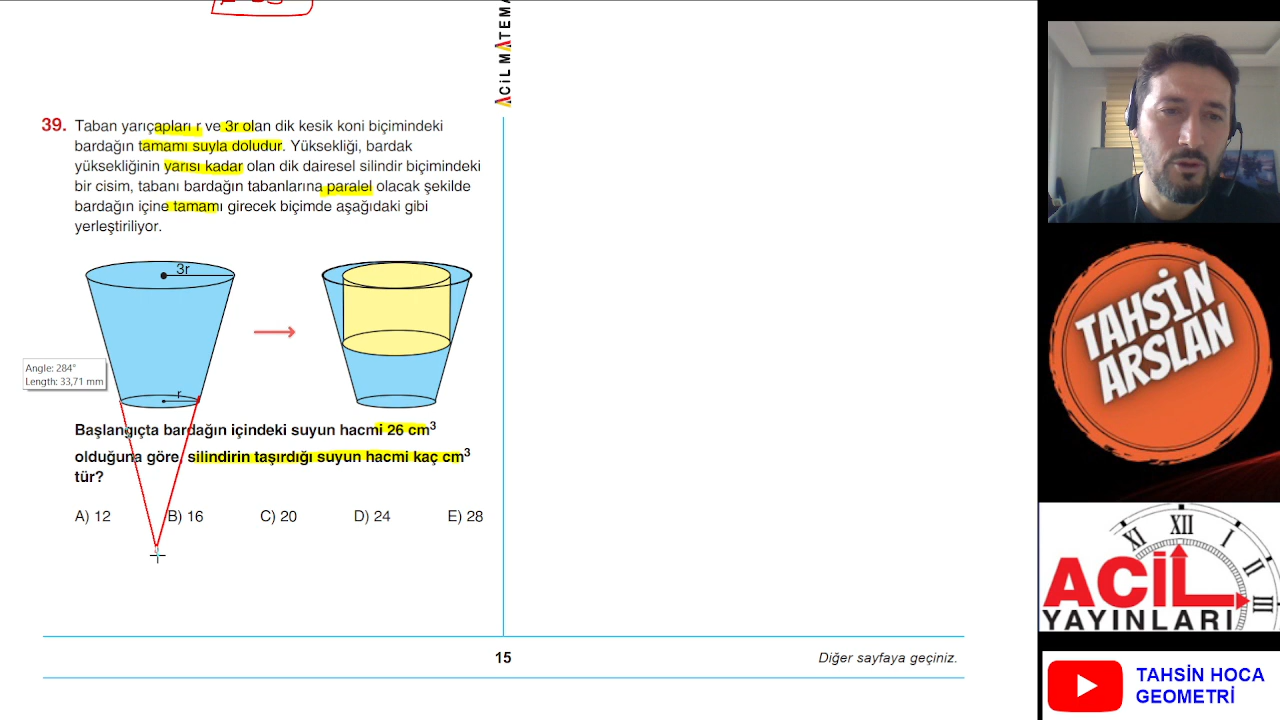 ACİL MATEMA
39. Taban yarıçapları r ve 3r olan dik kesik koni biçimindeki
bardağın tamamı suyla doludur. Yüksekliği, bardak
yüksekliğinin yarısı kadar olan dik dairesel silindir biçimindeki
bir cisim, tabanı bardağın tabanlarına paralel olacak şekilde
bardağın içine tamamı girecek biçimde aşağıdaki gibi
yerleştiriliyor.
3r
r
Angle: 284°
Length: 33,71 mm
Başlangıçta bardağın içindeki suyun hacmi 26 cm³
olduğuna göre, silindirin taşırdığı suyun hacmi kaç cm³
tür?
A) 12 B) 16 C) 20 D) 24 E) 28
15
Diğer sayfaya geçiniz.
TAHSİN
ARSLAN
XI XII I II III
ACİL
YAYINLARI
TAHSİN HOCA
GEOMETRİ